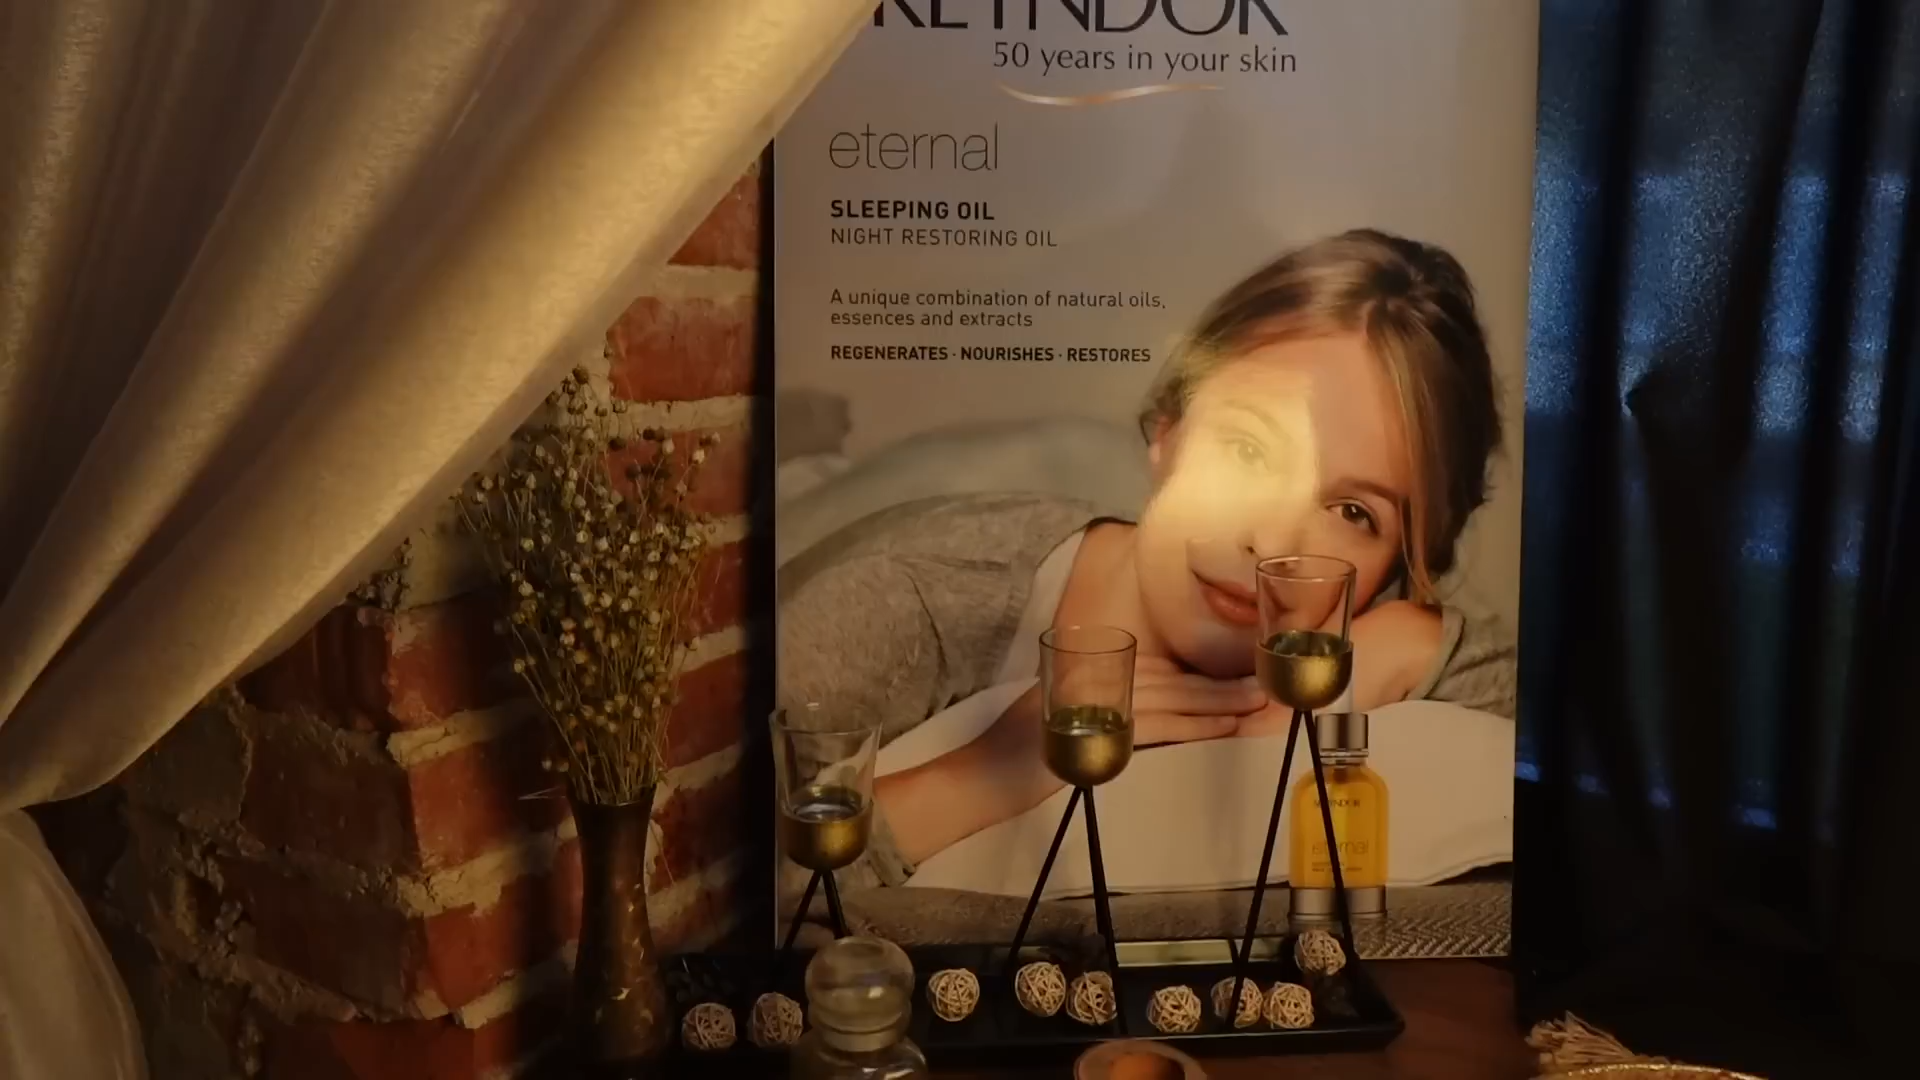 50 years in your skin
eternal
SLEEPING OIL
NIGHT RESTORING OIL
A unique combination of natural oils,
essences and extracts
REGENERATES · NOURISHES · RESTORES
eternal